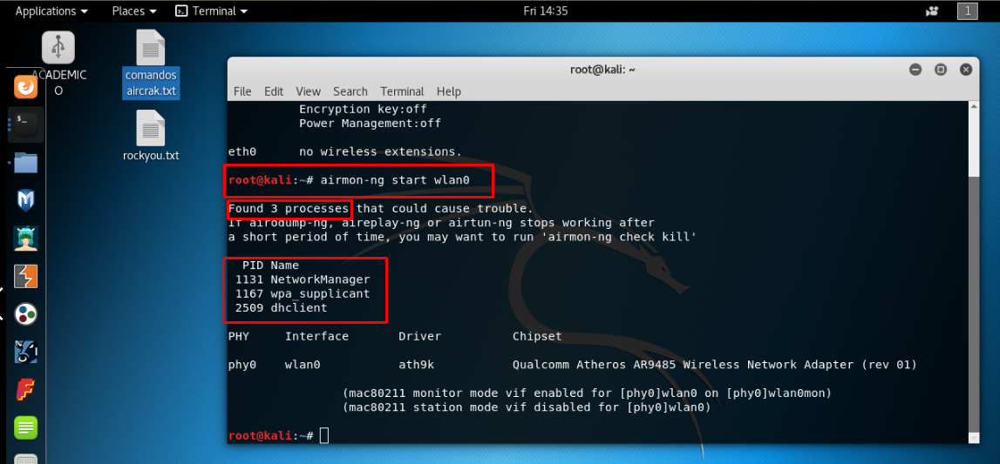 Applications Places Terminal Fri 14:35 1
ACADEMIC
O
comandos
aircrak.txt
rockyou.txt
root@kali: ~
File Edit View Search Terminal Help
Encryption key:off
Power Management:off
eth0 no wireless extensions.
root@kali:~# airmon-ng start wlan0
Found 3 processes that could cause trouble.
If airodump-ng, aireplay-ng or airtun-ng stops working after
a short period of time, you may want to run 'airmon-ng check kill'
PID Name
1131 NetworkManager
1167 wpa_supplicant
2509 dhclient
PHY Interface Driver Chipset
phy0 wlan0 ath9k Qualcomm Atheros AR9485 Wireless Network Adapter (rev 01)
(mac80211 monitor mode vif enabled for [phy0]wlan0 on [phy0]wlan0mon)
(mac80211 station mode vif disabled for [phy0]wlan0)
root@kali:~#